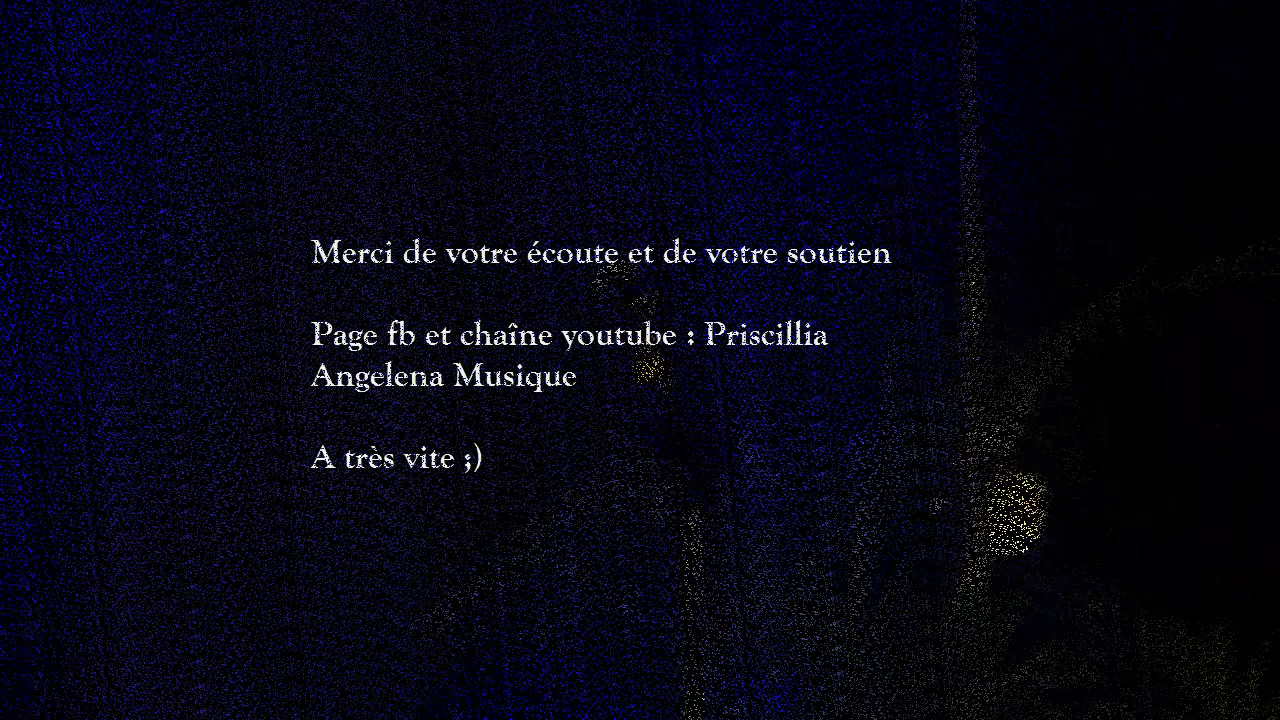 Merci de votre écoute et de votre soutien
Page fb et chaîne youtube : Priscillia
Angelena Musique
A très vite ;)